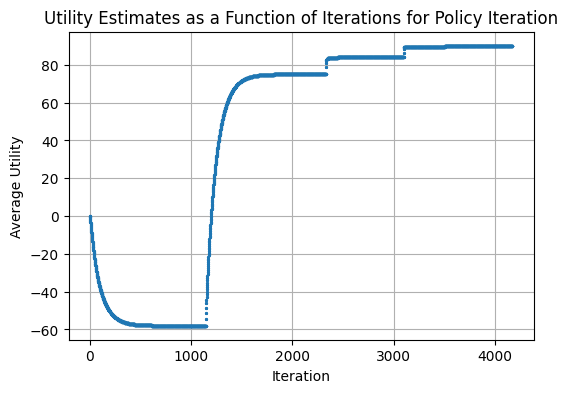 Utility Estimates as a Function of Iterations for Policy Iteration
80
60
40
20
0
−20
−40
−60
Average Utility
0 1000 2000 3000 4000
Iteration